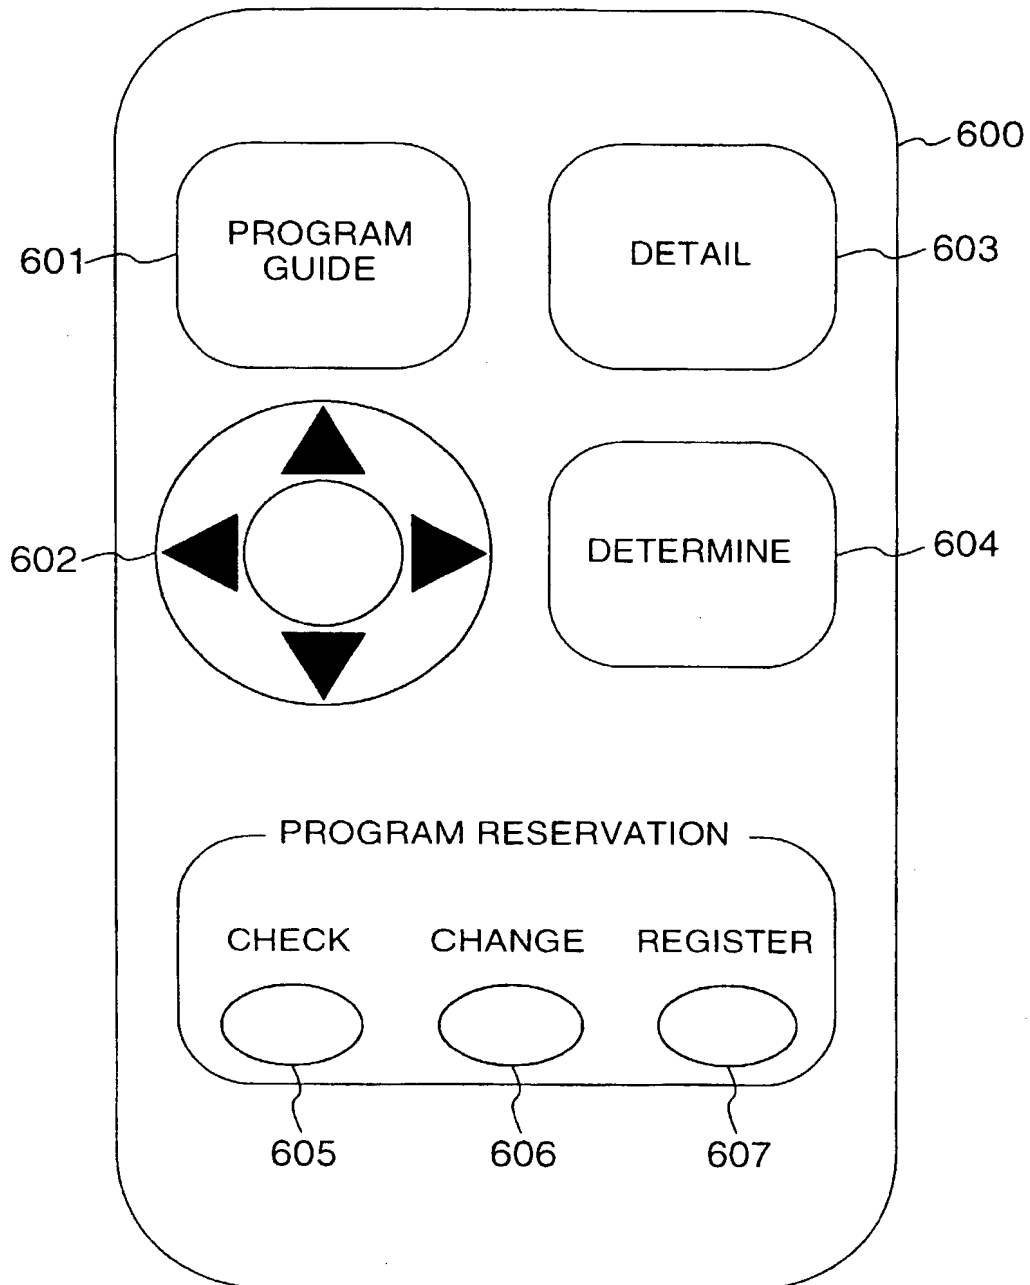 600
PROGRAM
GUIDE
601
DETAIL
603
602
DETERMINE
604
PROGRAM RESERVATION
CHECK
CHANGE
REGISTER
605
606
607